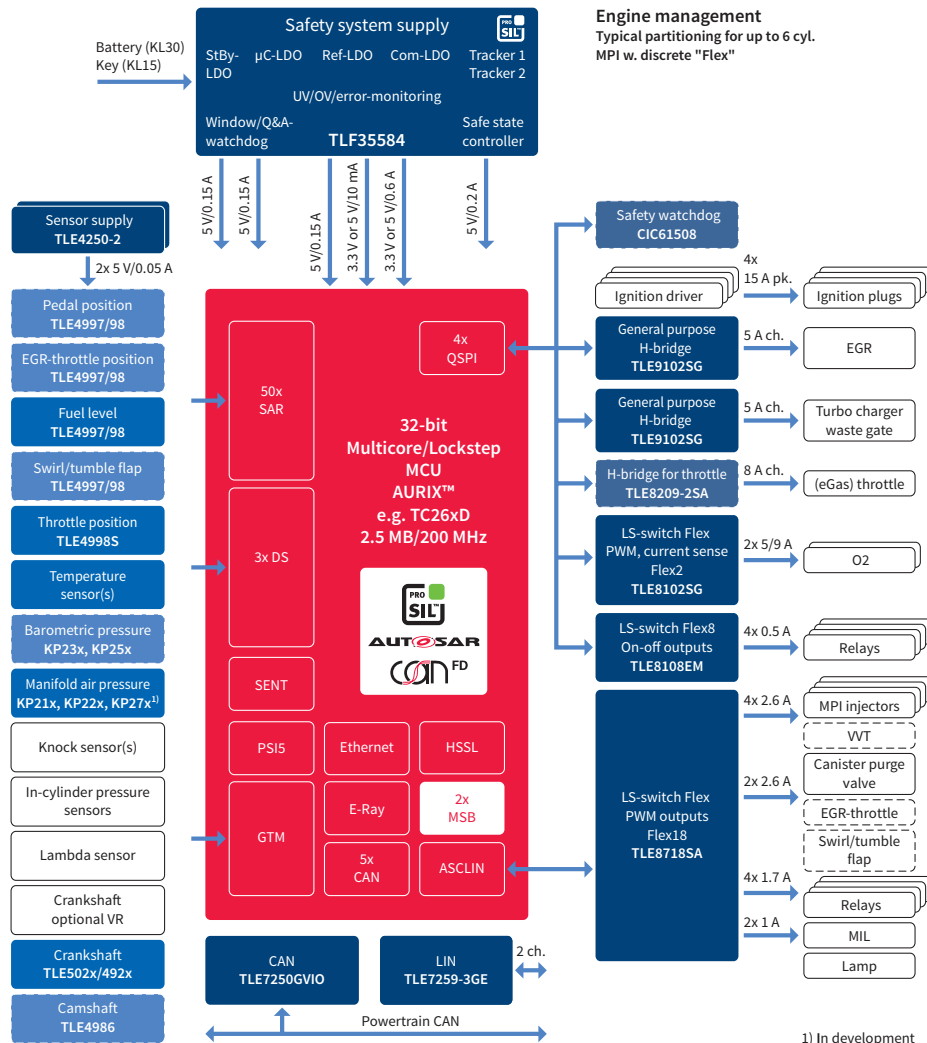 Engine management
Typical partitioning for up to 6 cyl.
MPI w. discrete "Flex"
Battery (KL30)
Key (KL15)
Safety system supply
PRO
SIL™
StBy-
LDO
µC-LDO
Ref-LDO
Com-LDO
Tracker 1
Tracker 2
UV/OV/error-monitoring
Window/Q&A-
watchdog
TLF35584
Safe state
controller
5 V/0.15 A
5 V/0.15 A
5 V/0.15 A
3.3 V or 5 V/10 mA
3.3 V or 5 V/0.6 A
5 V/0.2 A
Sensor supply
TLE4250-2
2x 5 V/0.05 A
Pedal position
TLE4997/98
EGR-throttle position
TLE4997/98
Fuel level
TLE4997/98
Swirl/tumble flap
TLE4997/98
Throttle position
TLE4998S
Temperature
sensor(s)
Barometric pressure
KP23x, KP25x
Manifold air pressure
KP21x, KP22x, KP27x1)
Knock sensor(s)
In-cylinder pressure
sensors
Lambda sensor
Crankshaft
optional VR
Crankshaft
TLE502x/492x
Camshaft
TLE4986
50x
SAR
3x DS
SENT
PSI5
GTM
4x
QSPI
32-bit
Multicore/Lockstep
MCU
AURIX™
e.g. TC26xD
2.5 MB/200 MHz
PRO
SIL™
AUTOSAR
CAN FD
Ethernet
HSSL
E-Ray
2x
MSB
5x
CAN
ASCLIN
CAN
TLE7250GVIO
LIN
TLE7259-3GE
2 ch.
Powertrain CAN
Safety watchdog
CIC61508
Ignition driver
4x
15 A pk.
Ignition plugs
General purpose
H-bridge
TLE9102SG
5 A ch.
EGR
General purpose
H-bridge
TLE9102SG
5 A ch.
Turbo charger
waste gate
H-bridge for throttle
TLE8209-2SA
8 A ch.
(eGas) throttle
LS-switch Flex
PWM, current sense
Flex2
TLE8102SG
2x 5/9 A
O2
LS-switch Flex8
On-off outputs
TLE8108EM
4x 0.5 A
Relays
LS-switch Flex
PWM outputs
Flex18
TLE8718SA
4x 2.6 A
MPI injectors
VVT
2x 2.6 A
Canister purge
valve
EGR-throttle
Swirl/tumble
flap
4x 1.7 A
Relays
2x 1 A
MIL
Lamp
1) In development